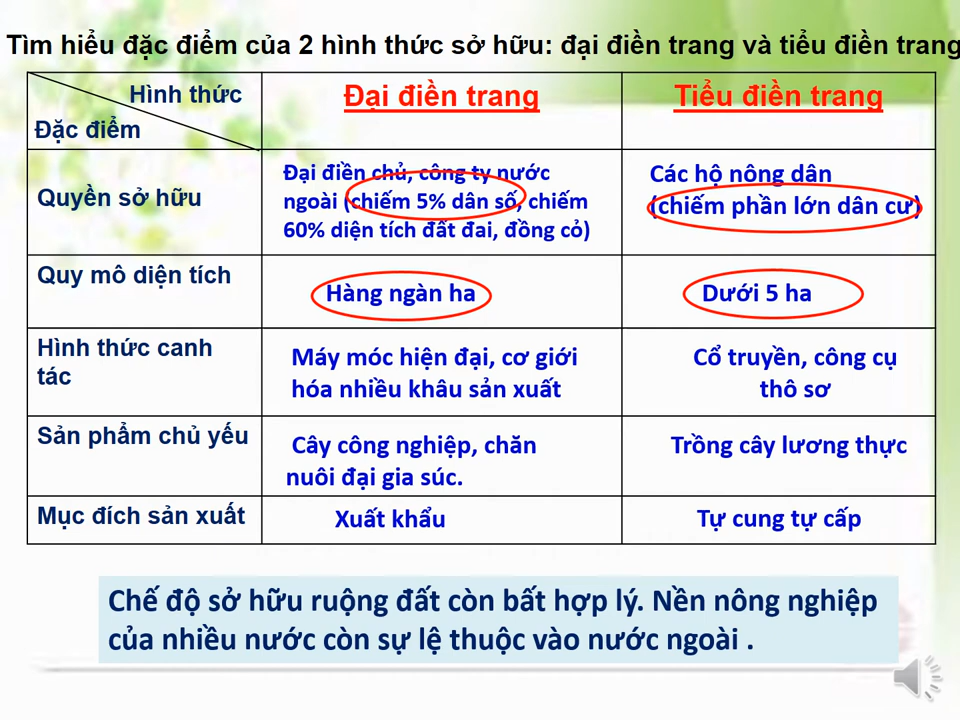 Tìm hiểu đặc điểm của 2 hình thức sở hữu: đại điền trang và tiểu điền trang
Hình thức
Đặc điểm
Đại điền trang
Tiểu điền trang
Quyền sở hữu
Đại điền chủ, công ty nước
ngoài (chiếm 5% dân số, chiếm
60% diện tích đất đai, đồng cỏ)
Các hộ nông dân
(chiếm phần lớn dân cư)
Quy mô diện tích
Hàng ngàn ha
Dưới 5 ha
Hình thức canh
tác
Máy móc hiện đại, cơ giới
hóa nhiều khâu sản xuất
Cổ truyền, công cụ
thô sơ
Sản phẩm chủ yếu
Cây công nghiệp, chăn
nuôi đại gia súc.
Trồng cây lương thực
Mục đích sản xuất
Xuất khẩu
Tự cung tự cấp
Chế độ sở hữu ruộng đất còn bất hợp lý. Nền nông nghiệp
của nhiều nước còn sự lệ thuộc vào nước ngoài .